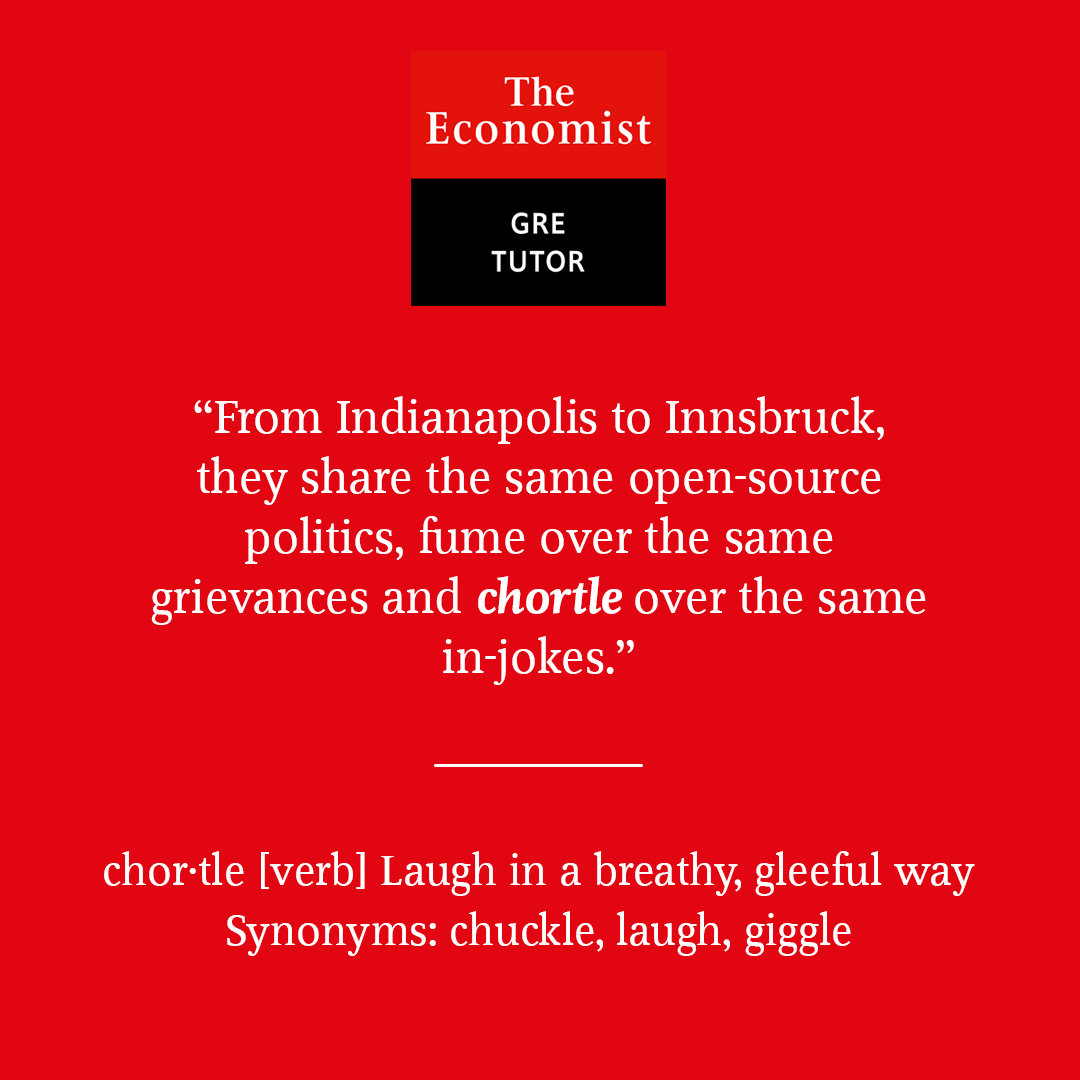 The
Economist
GRE
TUTOR
“From Indianapolis to Innsbruck,
they share the same open-source
politics, fume over the same
grievances and chortle over the same
in-jokes.”
chor·tle [verb] Laugh in a breathy, gleeful way
Synonyms: chuckle, laugh, giggle